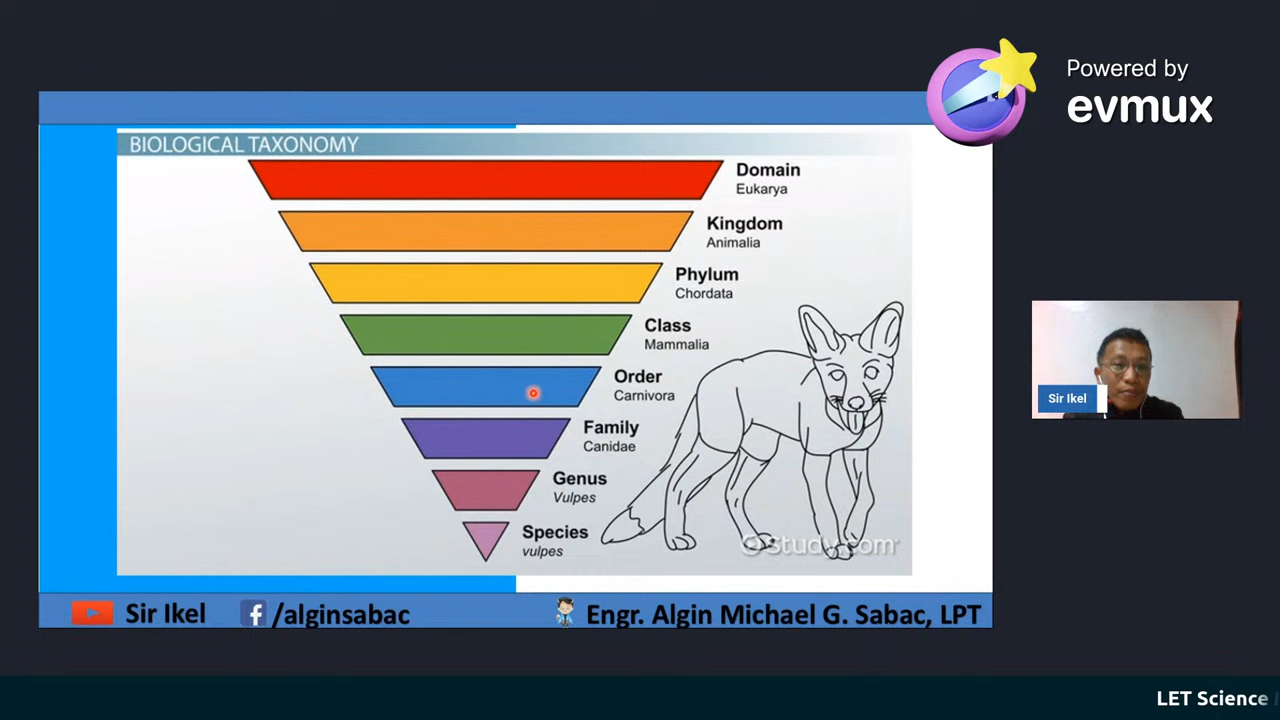 Powered by
evmux
BIOLOGICAL TAXONOMY
Domain
Eukarya
Kingdom
Animalia
Phylum
Chordata
Class
Mammalia
Order
Carnivora
Family
Canidae
Genus
Vulpes
Species
vulpes
Study.com
Sir Ikel
Sir Ikel
/alginsabac
Engr. Algin Michael G. Sabac, LPT
LET Science